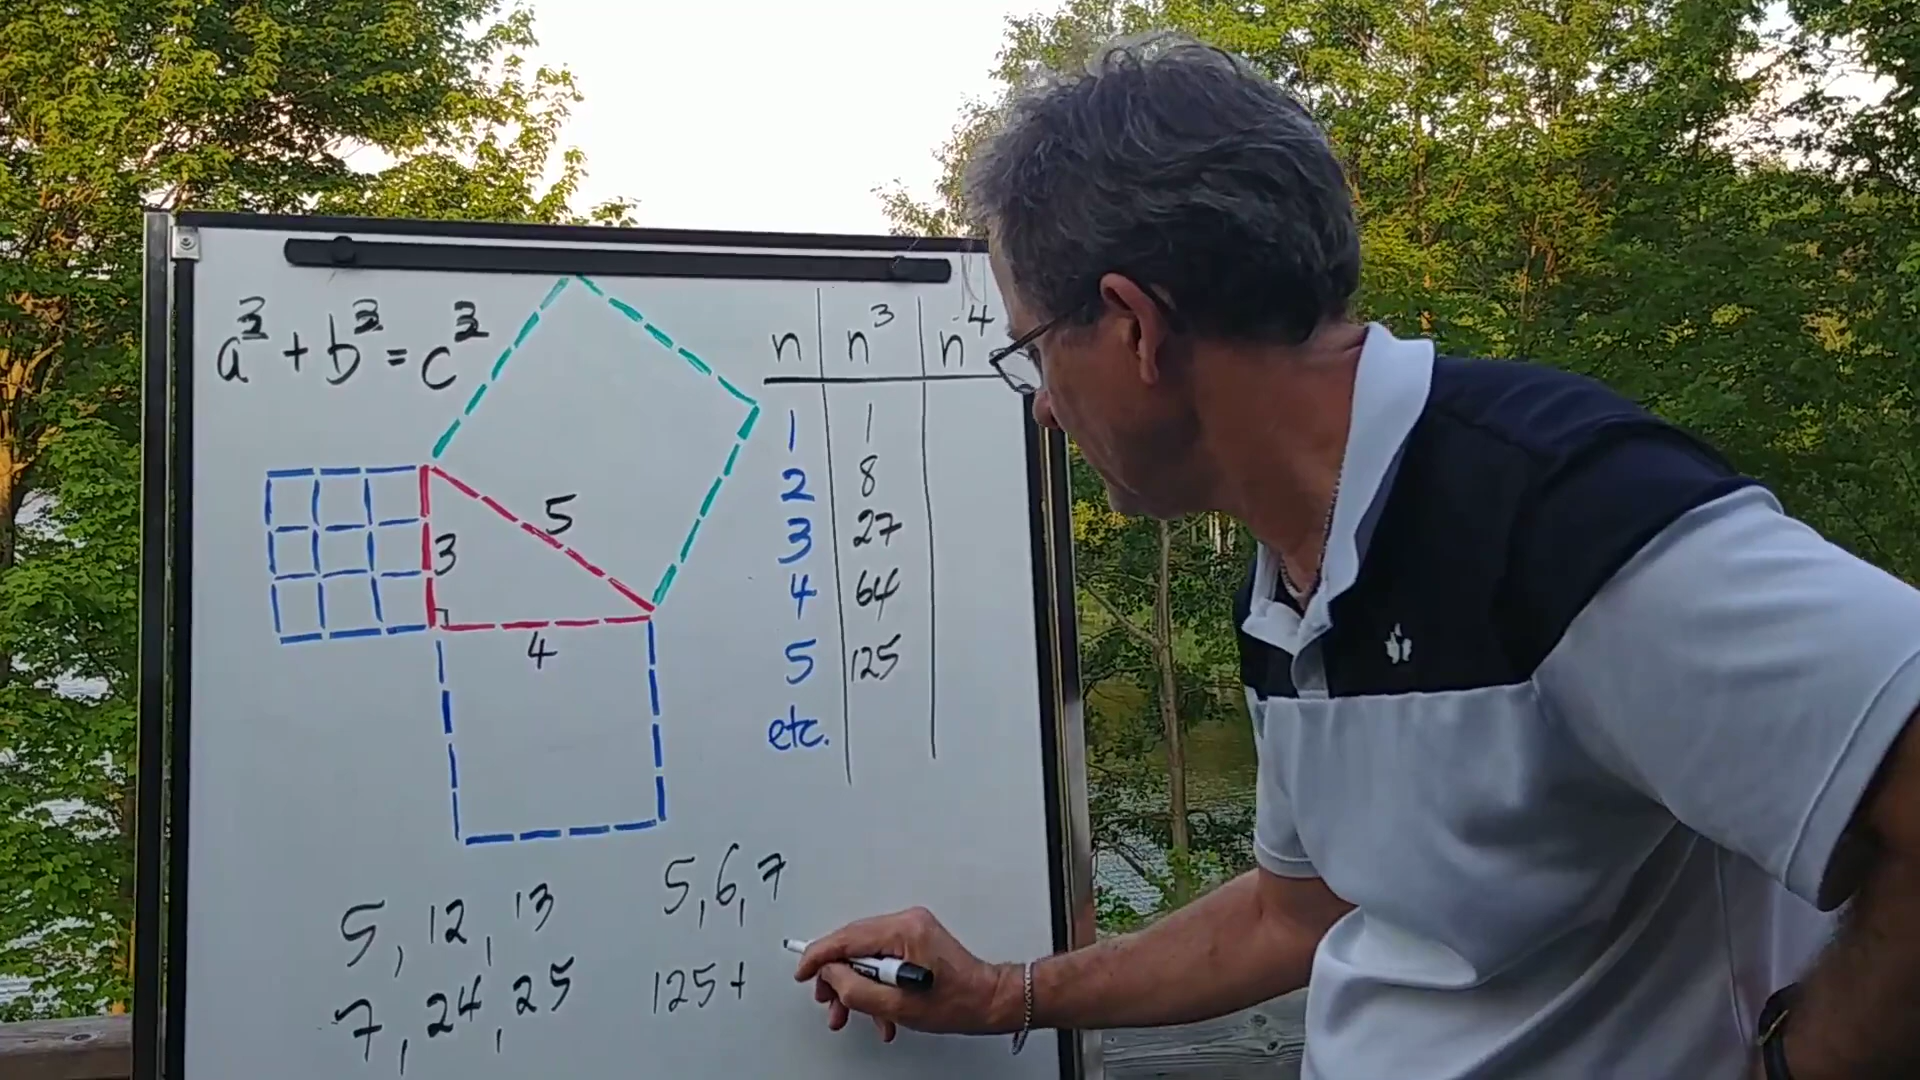 a³ + b³ = c³
5
3
4
n n³ n⁴
1 1
2 8
3 27
4 64
5 125
etc.
5, 12, 13
7, 24, 25
5, 6, 7
125+